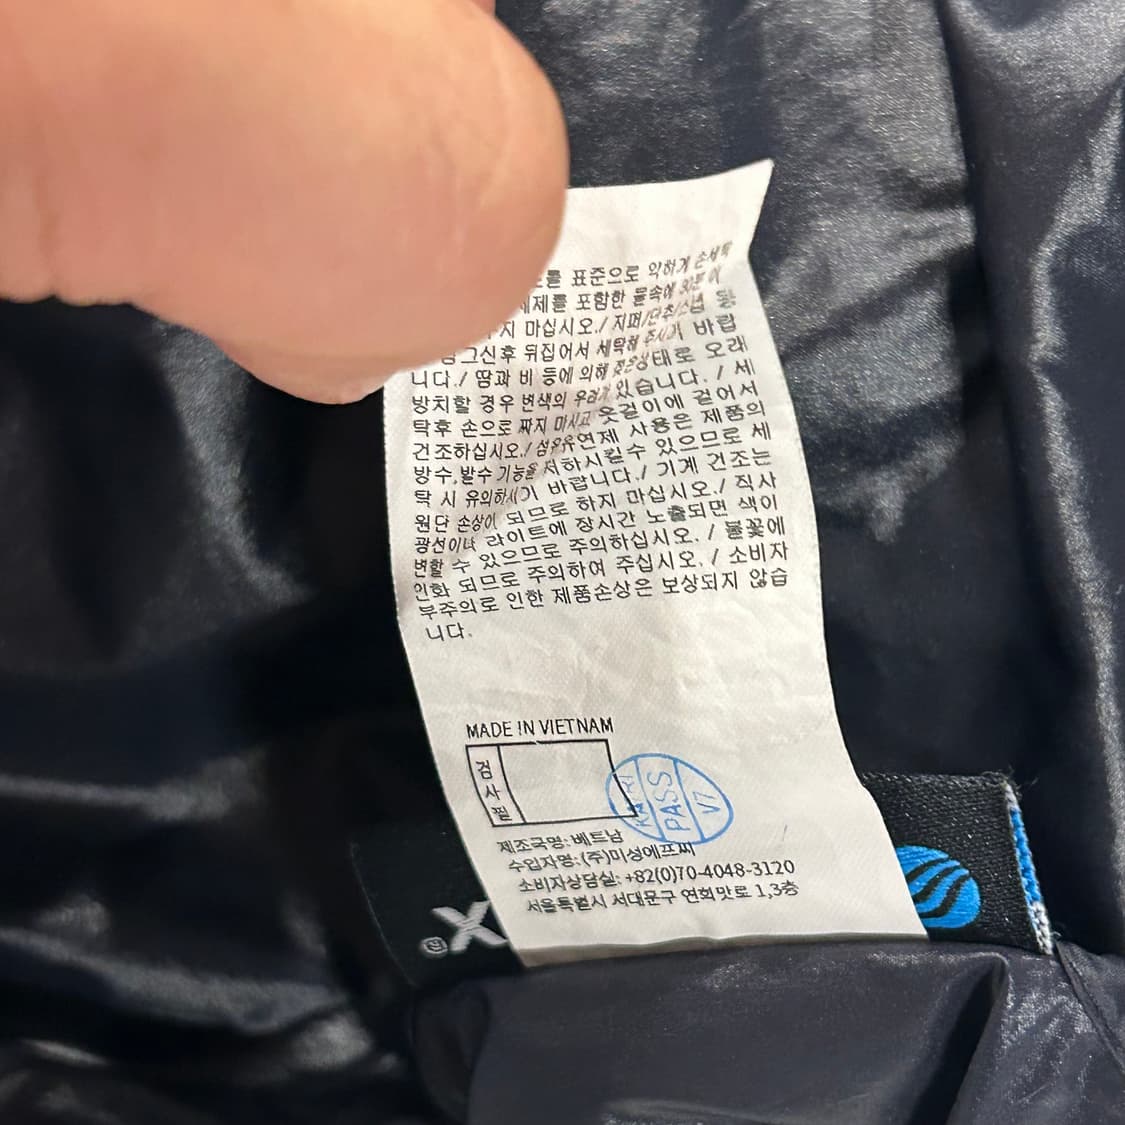 를 표준으로 약하게 손세탁
세제를 포함한 물속에 30분 이
지 마십시오./ 지퍼/단추/스냅 등
그신후 뒤집어서 세탁해 주시기 바랍
니다./ 땀과 비 등에 의해 젖은상태로 오래
방치할 경우 변색의 우려가 있습니다. / 세
탁후 손으로 짜지 마시고 옷걸이에 걸어서
건조하십시오./ 섬유유연제 사용은 제품의
방수,발수 기능을 저하시킬수 있으므로 세
탁 시 유의하시기 바랍니다./ 기계 건조는
원단 손상이 되므로 하지 마십시오./ 직사
광선이나 라이트에 장시간 노출되면 색이
변할 수 있으므로 주의하십시오. / 불꽃에
인화 되므로 주의하여 주십시오. / 소비자
부주의로 인한 제품손상은 보상되지 않습
니다.
MADE IN VIETNAM
검사필
PASS
V7
제조국명: 베트남
수입자명: (주)미성에프씨
소비자상담실: +82(0)70-4048-3120
서울특별시 서대문구 연희맛로 1,3층
X